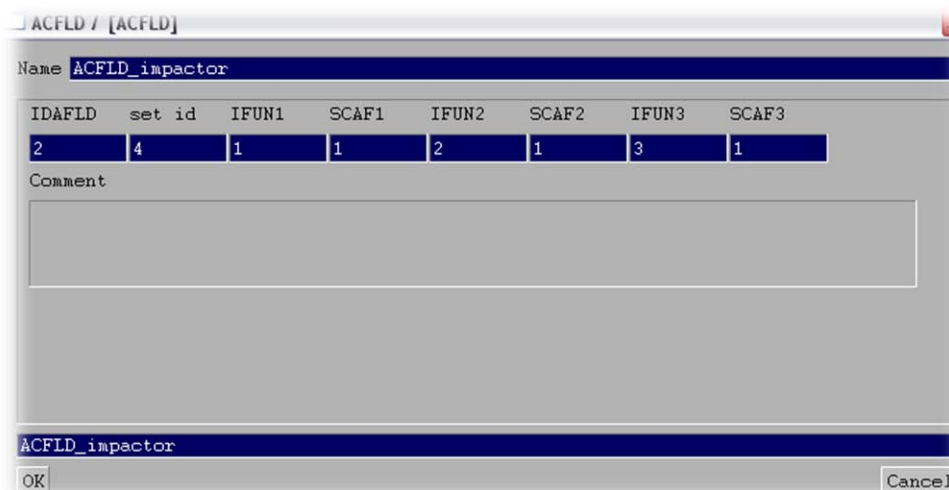 ACFLD / [ACFLD]
Name ACFLD_impactor
IDAFLD set id IFUN1 SCAF1 IFUN2 SCAF2 IFUN3 SCAF3
2 4 1 1 2 1 3 1
Comment
ACFLD_impactor
OK Cancel